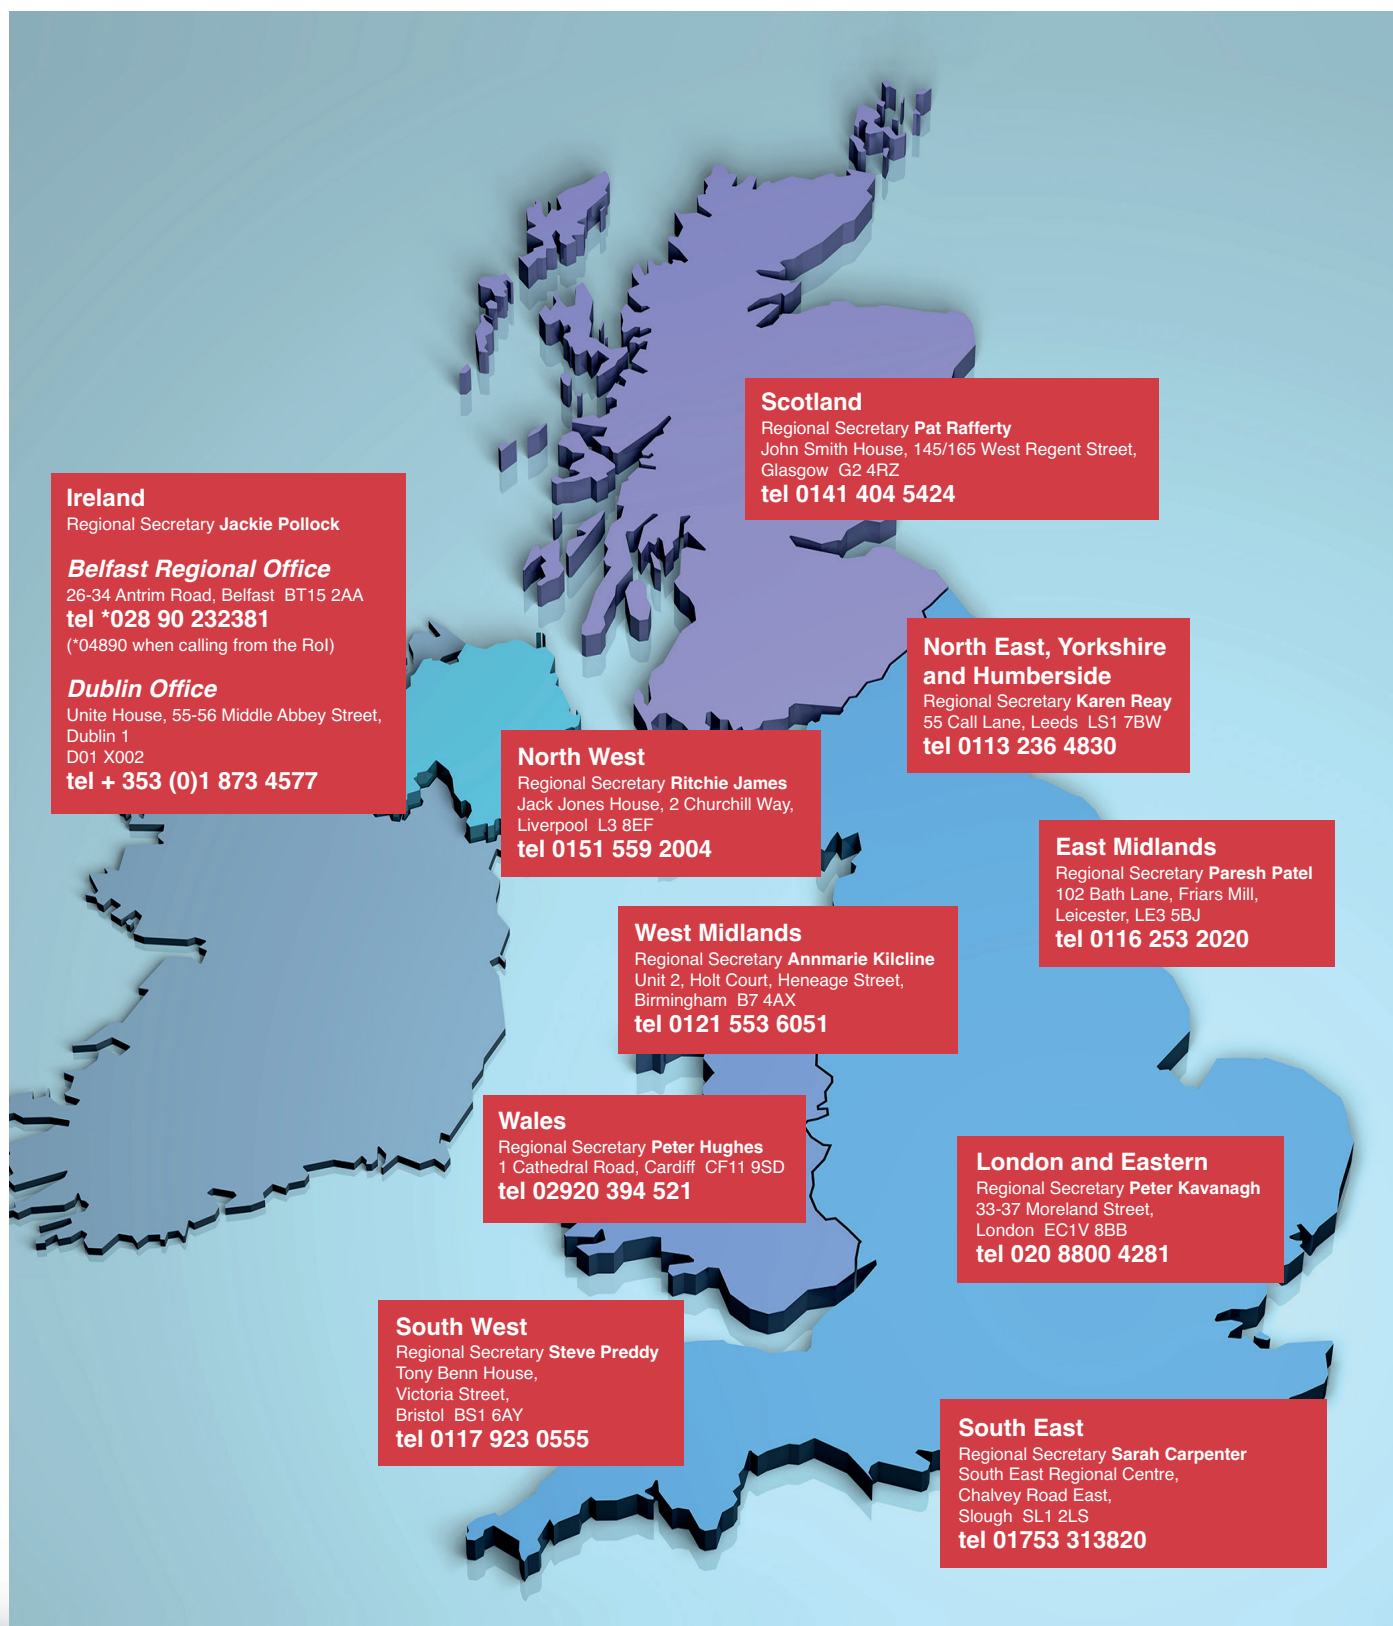 Scotland
Regional Secretary Pat Rafferty
John Smith House, 145/165 West Regent Street,
Glasgow G2 4RZ
tel 0141 404 5424
Ireland
Regional Secretary Jackie Pollock
Belfast Regional Office
26-34 Antrim Road, Belfast BT15 2AA
tel *028 90 232381
(*04890 when calling from the RoI)
Dublin Office
Unite House, 55-56 Middle Abbey Street,
Dublin 1
D01 X002
tel + 353 (0)1 873 4577
North East, Yorkshire
and Humberside
Regional Secretary Karen Reay
55 Call Lane, Leeds LS1 7BW
tel 0113 236 4830
North West
Regional Secretary Ritchie James
Jack Jones House, 2 Churchill Way,
Liverpool L3 8EF
tel 0151 559 2004
East Midlands
Regional Secretary Paresh Patel
102 Bath Lane, Friars Mill,
Leicester, LE3 5BJ
tel 0116 253 2020
West Midlands
Regional Secretary Annmarie Kilcline
Unit 2, Holt Court, Heneage Street,
Birmingham B7 4AX
tel 0121 553 6051
Wales
Regional Secretary Peter Hughes
1 Cathedral Road, Cardiff CF11 9SD
tel 02920 394 521
London and Eastern
Regional Secretary Peter Kavanagh
33-37 Moreland Street,
London EC1V 8BB
tel 020 8800 4281
South West
Regional Secretary Steve Preddy
Tony Benn House,
Victoria Street,
Bristol BS1 6AY
tel 0117 923 0555
South East
Regional Secretary Sarah Carpenter
South East Regional Centre,
Chalvey Road East,
Slough SL1 2LS
tel 01753 313820